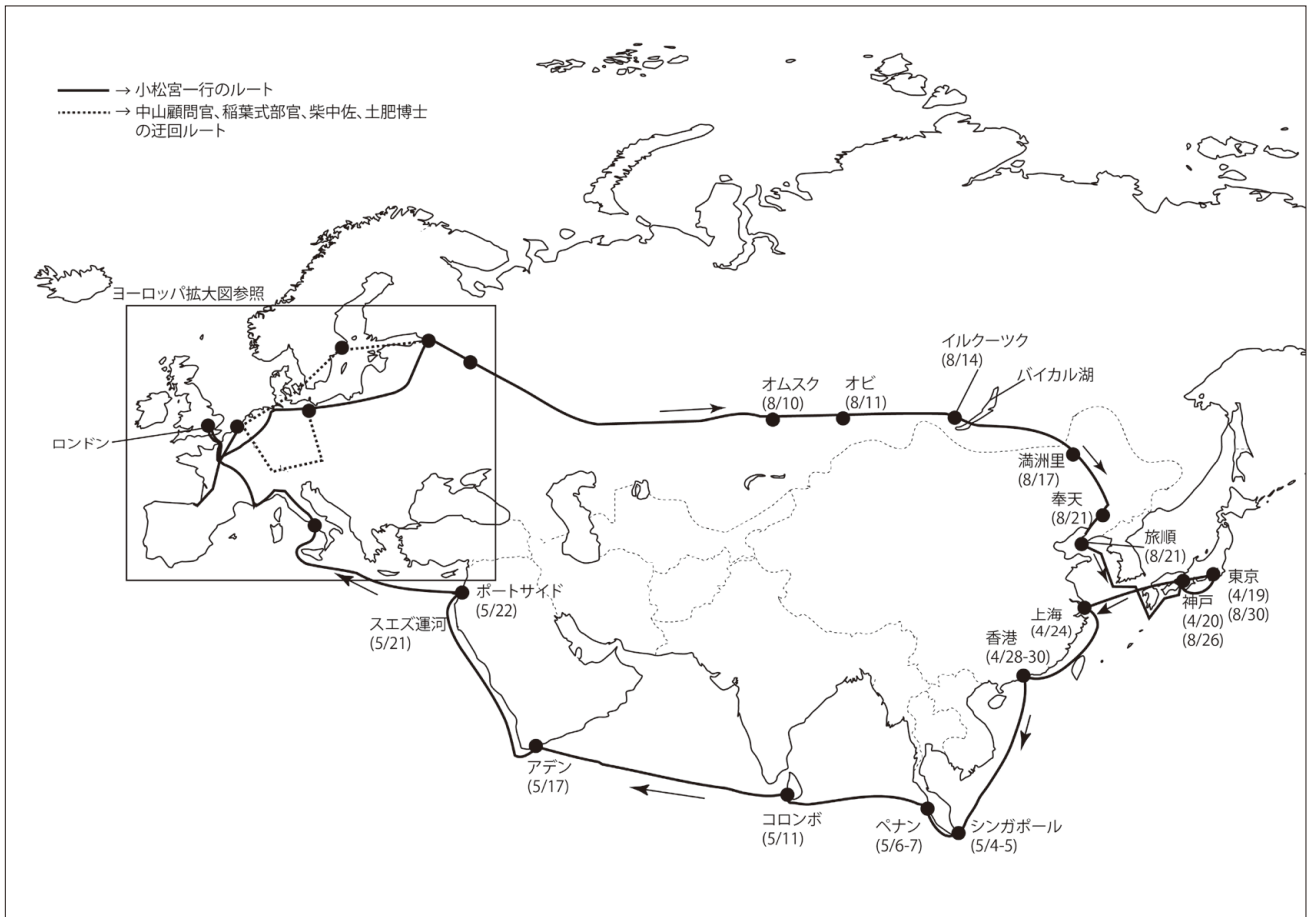 → 小松宮一行のルート
→ 中山顧問官、稲葉式部官、柴中佐、土肥博士
の迂回ルート
ヨーロッパ拡大図参照
ロンドン
オムスク
(8/10)
オビ
(8/11)
イルクーツク
(8/14)
バイカル湖
満洲里
(8/17)
奉天
(8/21)
旅順
(8/21)
東京
(4/19)
(8/30)
神戸
(4/20)
(8/26)
上海
(4/24)
香港
(4/28-30)
ポートサイド
(5/22)
スエズ運河
(5/21)
アデン
(5/17)
コロンボ
(5/11)
ペナン
(5/6-7)
シンガポール
(5/4-5)